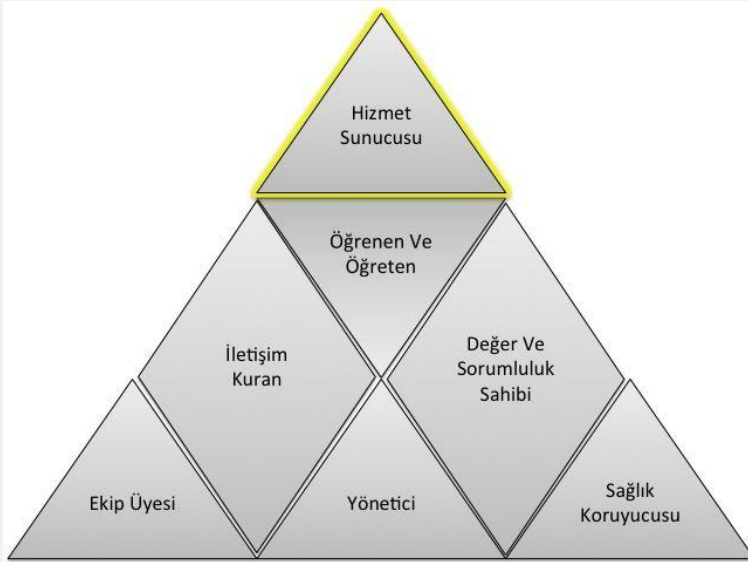 Hizmet
Sunucusu
Öğrenen Ve
Öğreten
İletişim
Kuran
Değer Ve
Sorumluluk
Sahibi
Ekip Üyesi
Yönetici
Sağlık
Koruyucusu